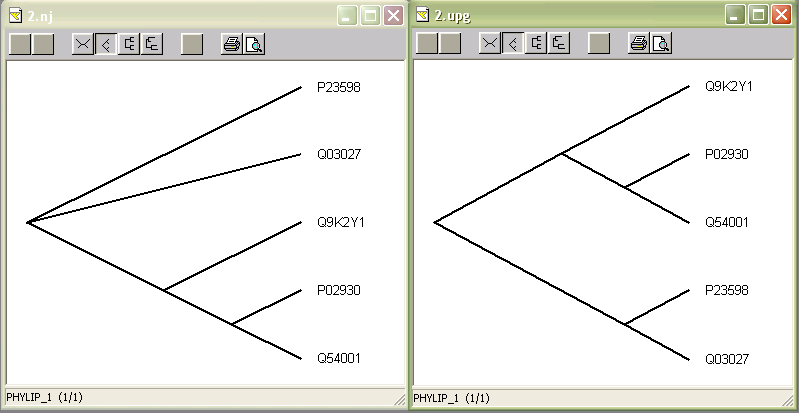 2.nj
P23598
Q03027
Q9K2Y1
P02930
Q54001
PHYLIP_1 (1/1)
2.upg
Q9K2Y1
P02930
Q54001
P23598
Q03027
PHYLIP_1 (1/1)